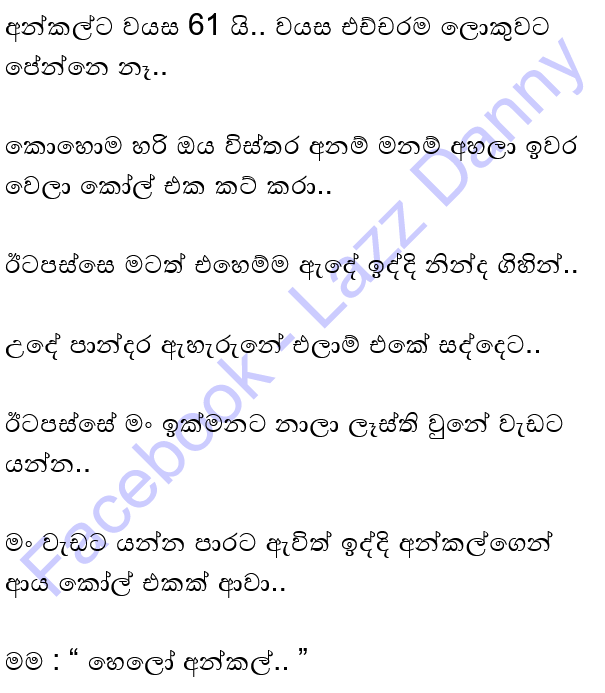 අන්කල්ට වයස 61 යි.. වයස එච්චරම ලොකුවට
පේන්නෙ නෑ..
කොහොම හරි ඔය විස්තර අනම් මනම් අහලා ඉවර
වෙලා කෝල් එක කට් කරා..
ඊටපස්සෙ මටත් එහෙම්ම ඇඳේ ඉද්දි නින්ද ගිහින්..
උදේ පාන්දර ඇහැරුනේ එලාම් එකේ සද්දෙට..
ඊටපස්සේ මං ඉක්මනට නාලා ලෑස්ති වුනේ වැඩට
යන්න..
මං වැඩට යන්න පාරට ඇවිත් ඉද්දි අන්කල්ගෙන්
ආය කෝල් එකක් ආවා..
මම : “ හෙලෝ අන්කල්.. ”
Facebook - Lazz Danny